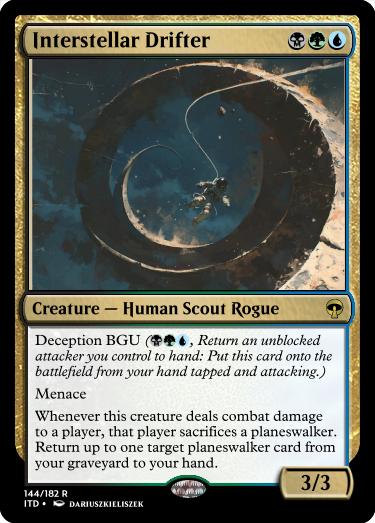 Interstellar Drifter
Creature — Human Scout Rogue
Deception BGU (, Return an unblocked
attacker you control to hand: Put this card onto the
battlefield from your hand tapped and attacking.)
Menace
Whenever this creature deals combat damage
to a player, that player sacrifices a planeswalker.
Return up to one target planeswalker card from
your graveyard to your hand.
3/3
144/182 R
ITD • DARIUSZKIELISZEK